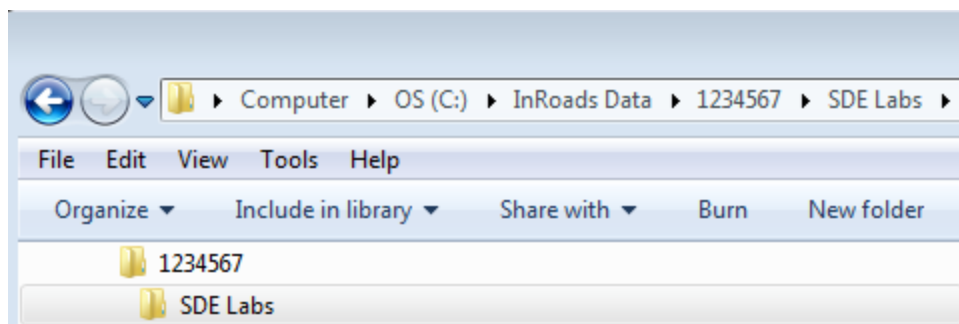 Computer OS (C:) InRoads Data 1234567 SDE Labs
File Edit View Tools Help
Organize Include in library Share with Burn New folder
1234567
SDE Labs